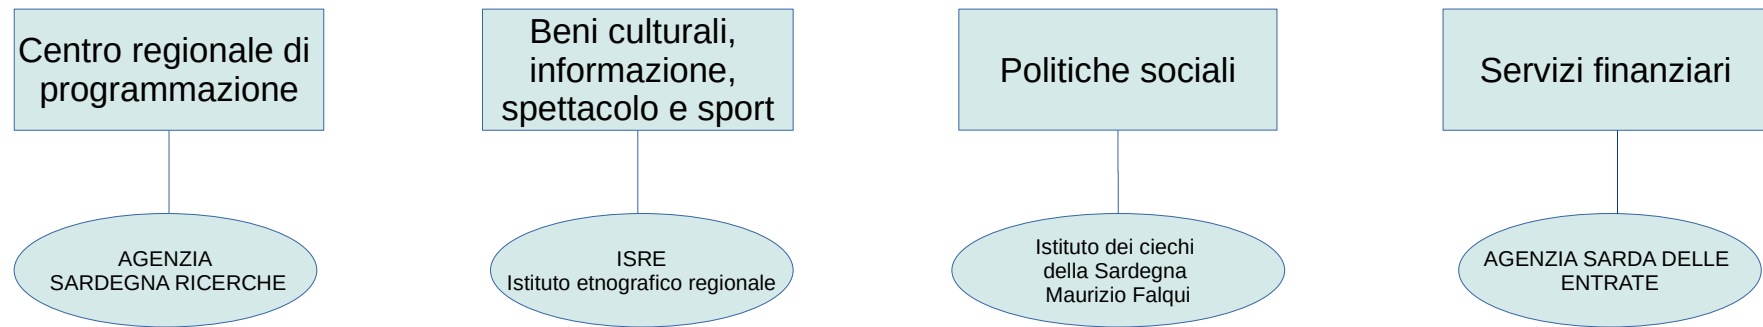 Centro regionale di
programmazione
Beni culturali,
informazione,
spettacolo e sport
Politiche sociali
Servizi finanziari
AGENZIA
SARDEGNA RICERCHE
ISRE
Istituto etnografico regionale
Istituto dei ciechi
della Sardegna
Maurizio Falqui
AGENZIA SARDA DELLE
ENTRATE